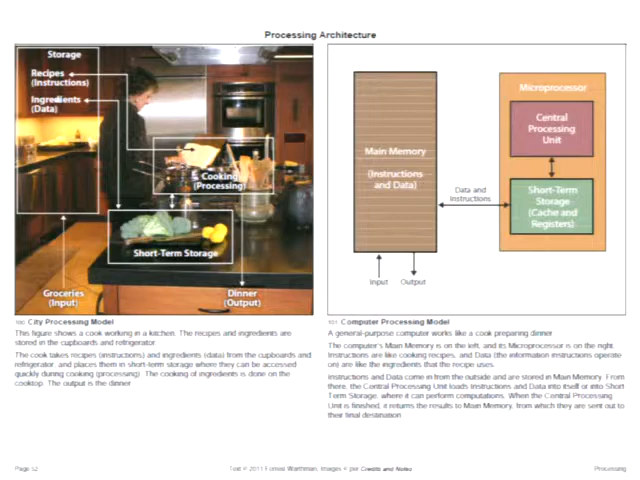 Processing Architecture
Storage
Recipes
(Instructions)
Ingredients
(Data)
Cooking
(Processing)
Short-Term Storage
Groceries
(Input)
Dinner
(Output)
100 City Processing Model
This figure shows a cook working in a kitchen. The recipes and ingredients are
stored in the cupboards and refrigerator
The cook takes recipes (instructions) and ingredients (data) from the cupboards and
refrigerator and places them in short-term storage where they can be accessed
quickly during cooking (processing). The cooking of ingredients is done on the
cooktop. The output is the dinner
Main Memory
(Instructions
and Data)
Microprocessor
Central
Processing
Unit
Data and
Instructions
Short-Term
Storage
(Cache and
Registers)
Input
Output
101 Computer Processing Model
A general-purpose computer works like a cook preparing dinner
The computer's Main Memory is on the left, and its Microprocessor is on the right.
Instructions are like cooking recipes, and Data (the information instructions operate
on) are like the ingredients that the recipe uses.
Instructions and Data come in from the outside and are stored in Main Memory. From
there, the Central Processing Unit loads Instructions and Data into itself or into Short
Term Storage, where it can perform computations. When the Central Processing
Unit is finished, it returns the results to Main Memory, from which they are sent out to
their final destination
Page 52
Text © 2011 Forrest Warthman, Images © per Credits and Notes
Processing